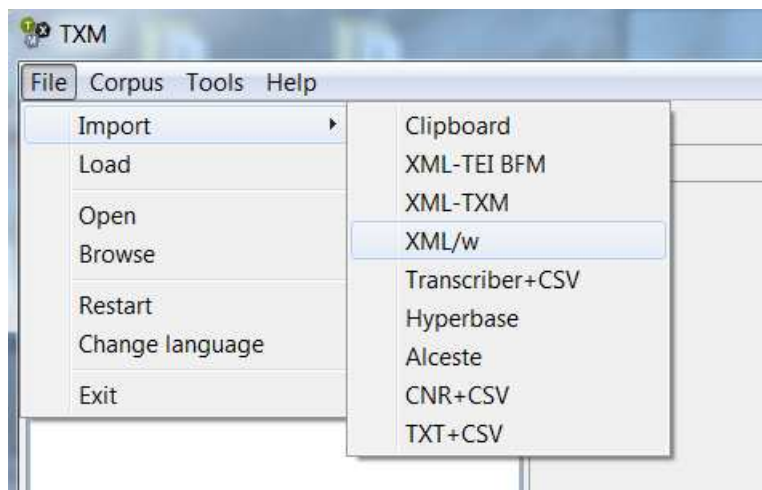 TXM
File Corpus Tools Help
Import
Load
Open
Browse
Restart
Change language
Exit
Clipboard
XML-TEI BFM
XML-TXM
XML/w
Transcriber+CSV
Hyperbase
Alceste
CNR+CSV
TXT+CSV